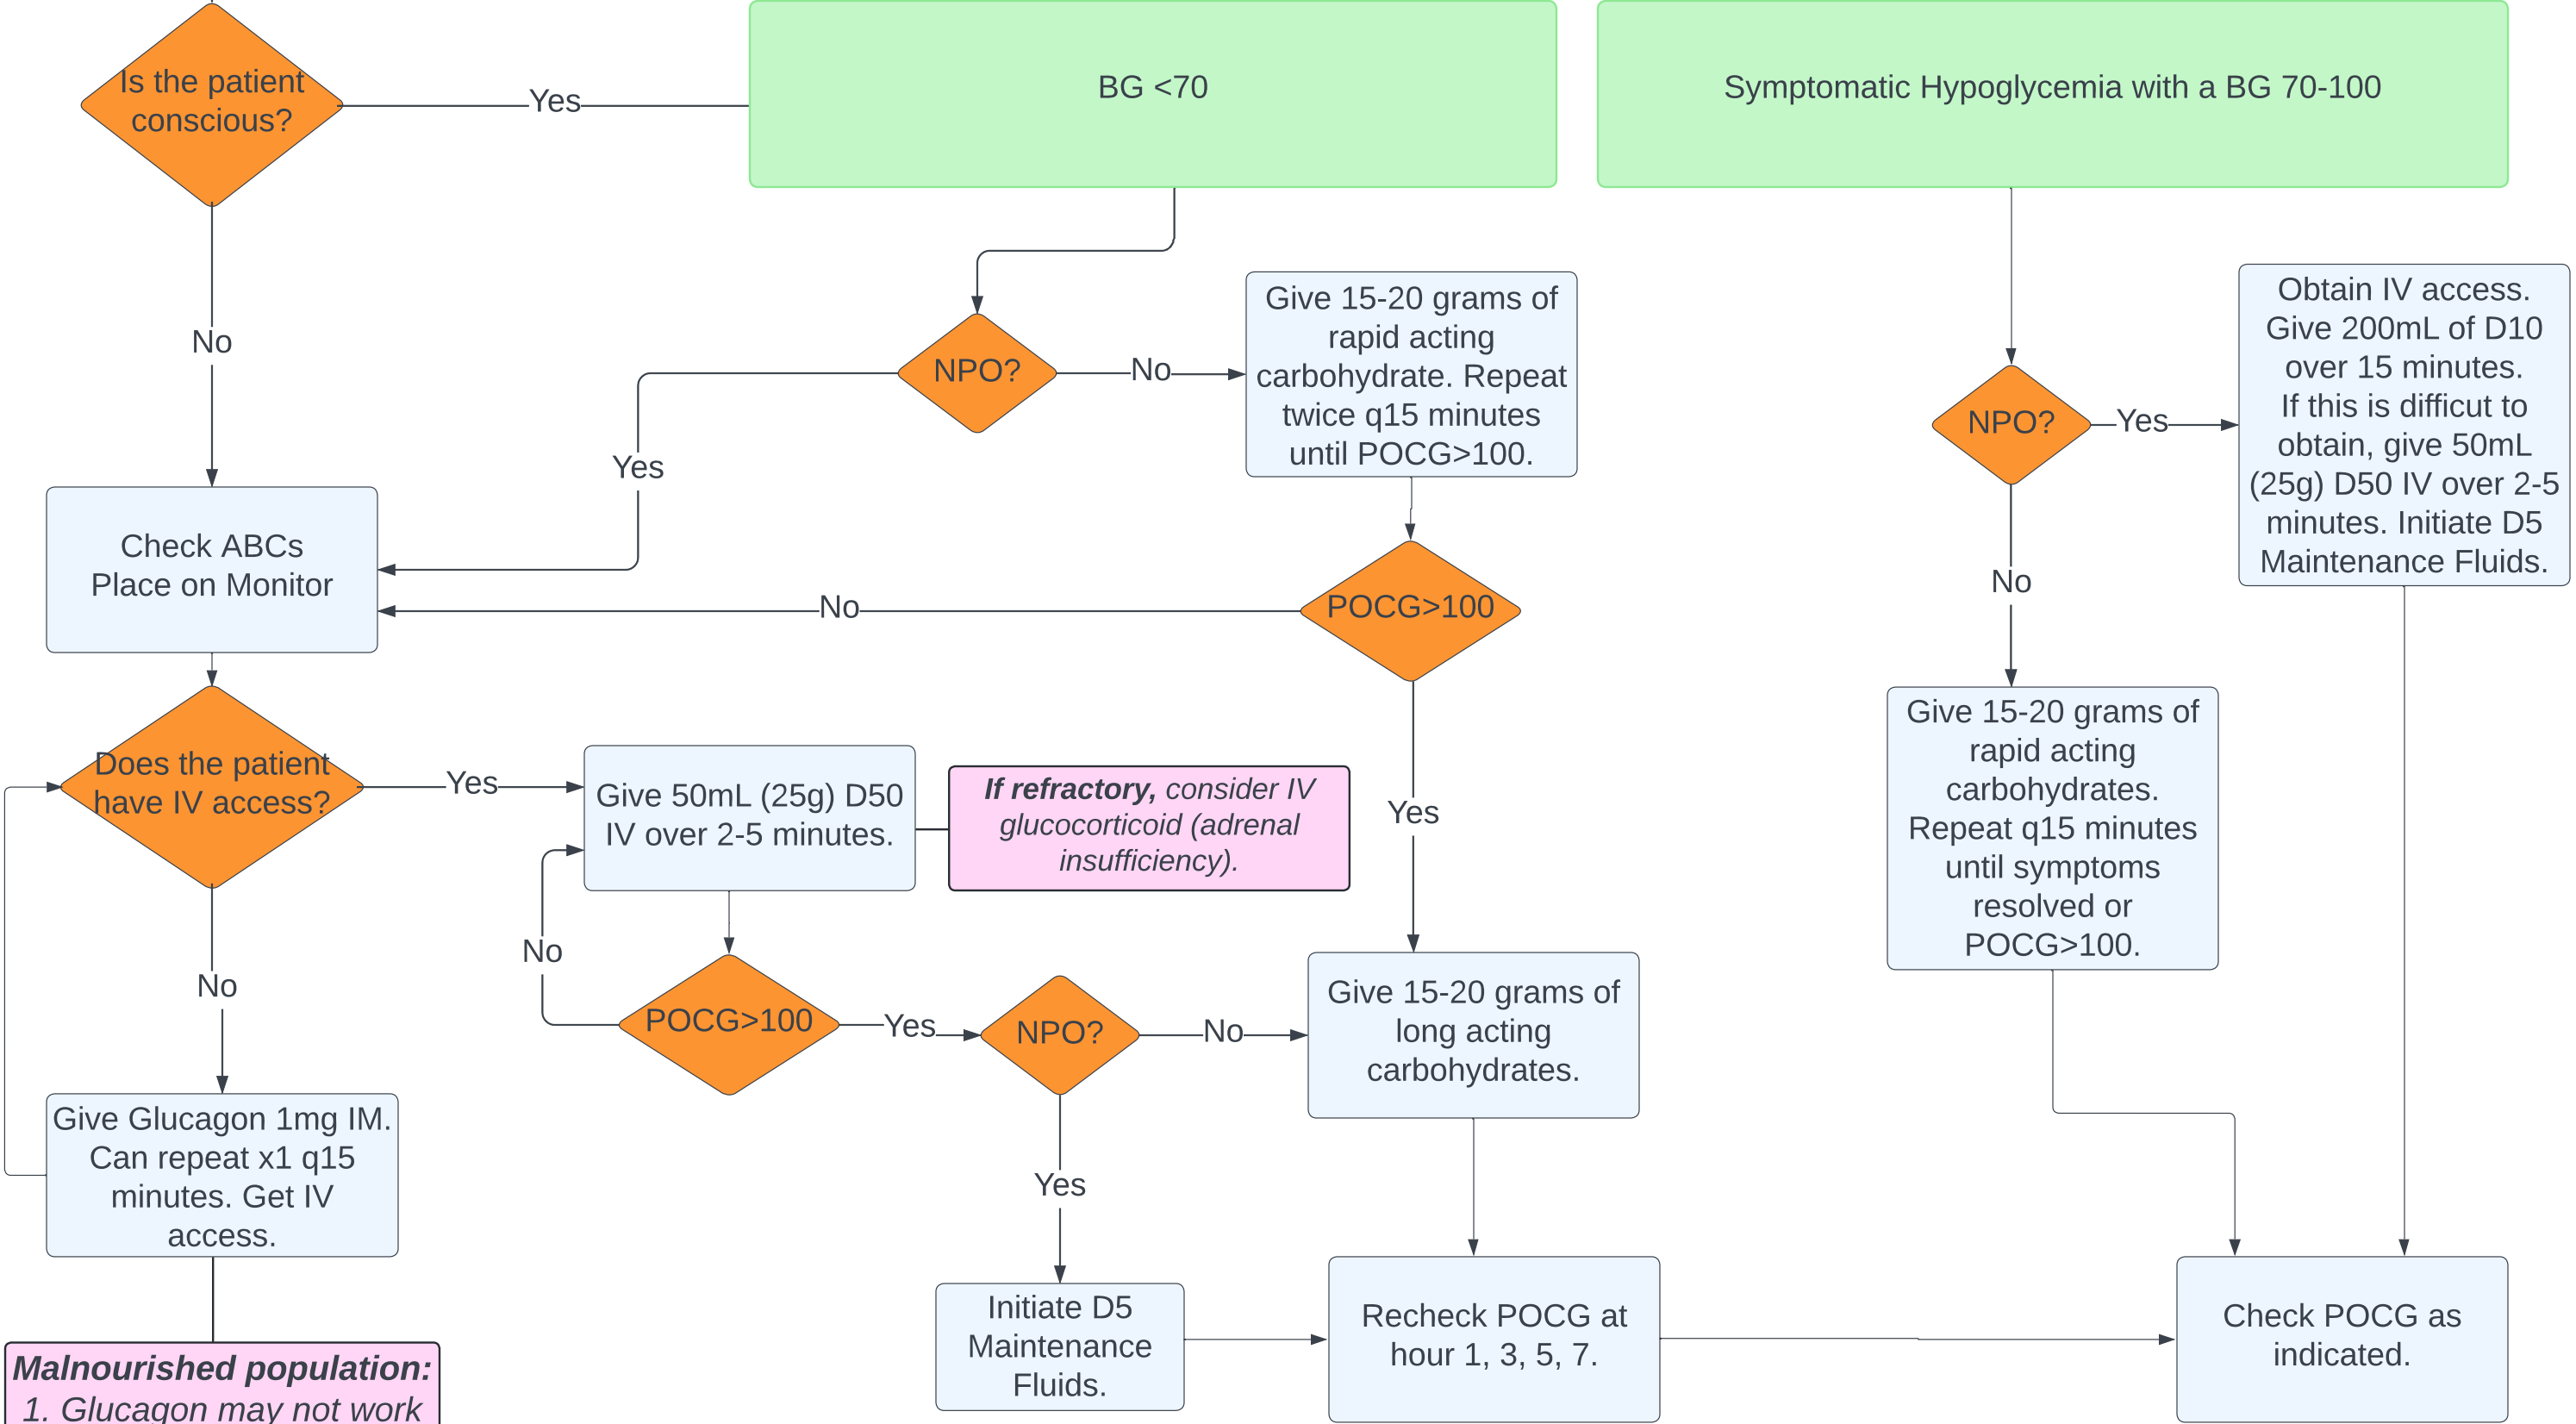 Is the patient
conscious?
Yes
BG <70
Symptomatic Hypoglycemia with a BG 70-100
No
NPO?
No
Give 15-20 grams of
rapid acting
carbohydrate. Repeat
twice q15 minutes
until POCG>100.
Yes
NPO?
Yes
Obtain IV access.
Give 200mL of D10
over 15 minutes.
If this is difficut to
obtain, give 50mL
(25g) D50 IV over 2-5
minutes. Initiate D5
Maintenance Fluids.
Check ABCs
Place on Monitor
No
POCG>100
No
Does the patient
have IV access?
Yes
Give 50mL (25g) D50
IV over 2-5 minutes.
If refractory, consider IV
glucocorticoid (adrenal
insufficiency).
Yes
Give 15-20 grams of
rapid acting
carbohydrates.
Repeat q15 minutes
until symptoms
resolved or
POCG>100.
No
No
POCG>100
Yes
NPO?
No
Give 15-20 grams of
long acting
carbohydrates.
Give Glucagon 1mg IM.
Can repeat x1 q15
minutes. Get IV
access.
Yes
Initiate D5
Maintenance
Fluids.
Recheck POCG at
hour 1, 3, 5, 7.
Check POCG as
indicated.
Malnourished population:
1. Glucagon may not work